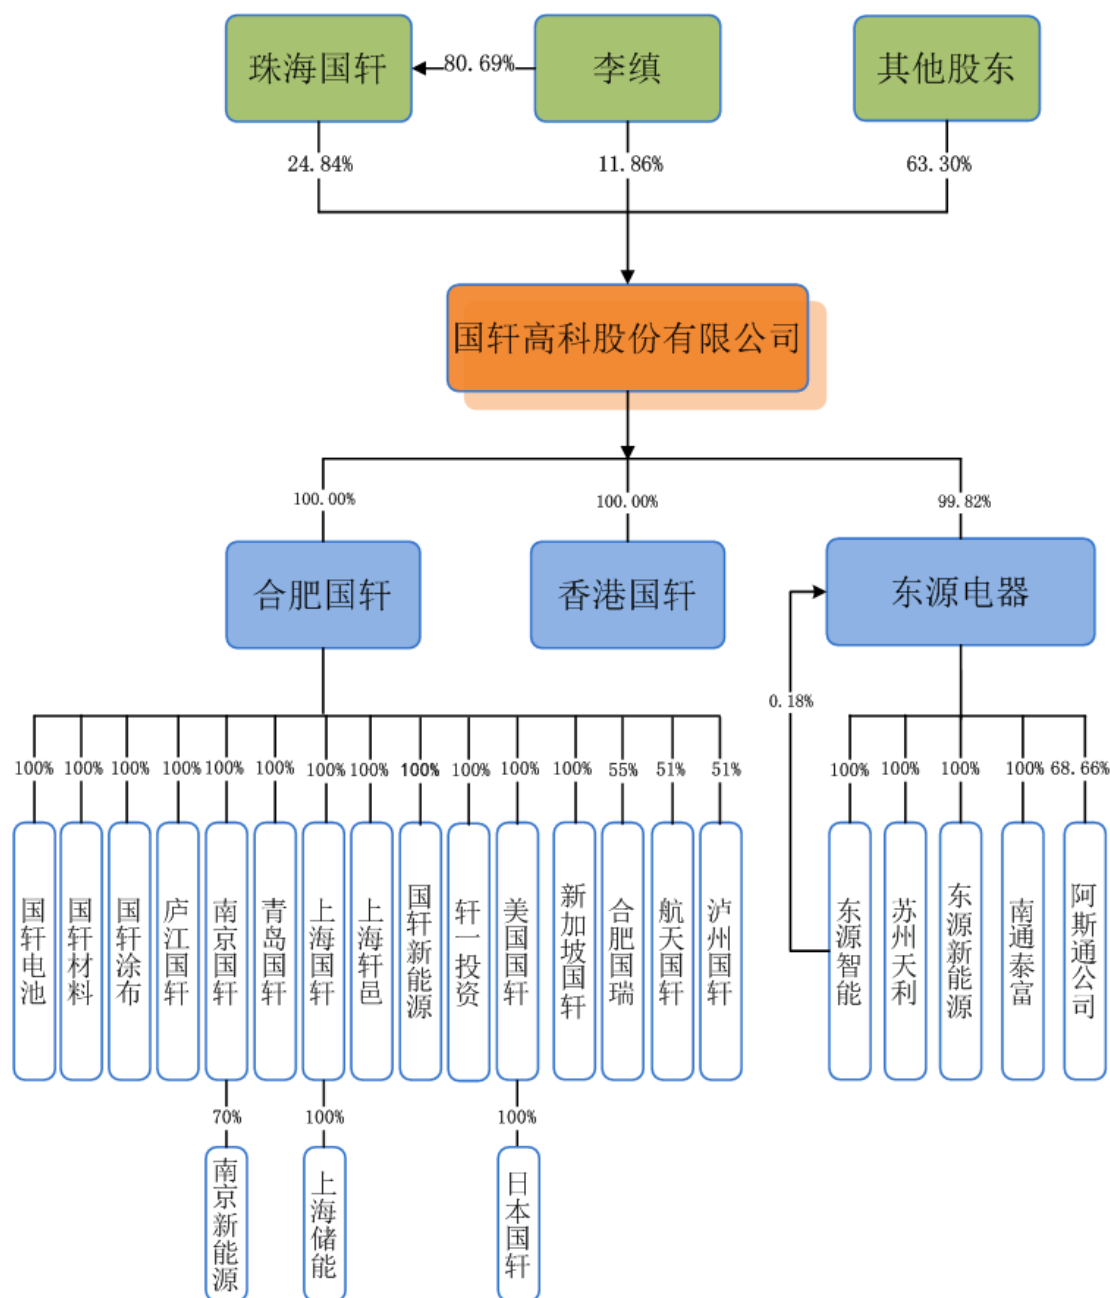 珠海国轩
80.69%
李缜
其他股东
24.84%
11.86%
63.30%
国轩高科股份有限公司
100.00%
100.00%
99.82%
合肥国轩
香港国轩
东源电器
0.18%
100%
100%
100%
100%
100%
100%
100%
100%
100%
100%
100%
100%
55%
51%
51%
100%
100%
100%
100%
68.66%
国轩电池
国轩材料
国轩涂布
庐江国轩
南京国轩
青岛国轩
上海国轩
上海轩邑
国轩新能源
轩一投资
美国国轩
新加坡国轩
合肥国瑞
航天国轩
泸州国轩
东源智能
苏州天利
东源新能源
南通泰富
阿斯通公司
70%
100%
100%
南京新能源
上海储能
日本国轩